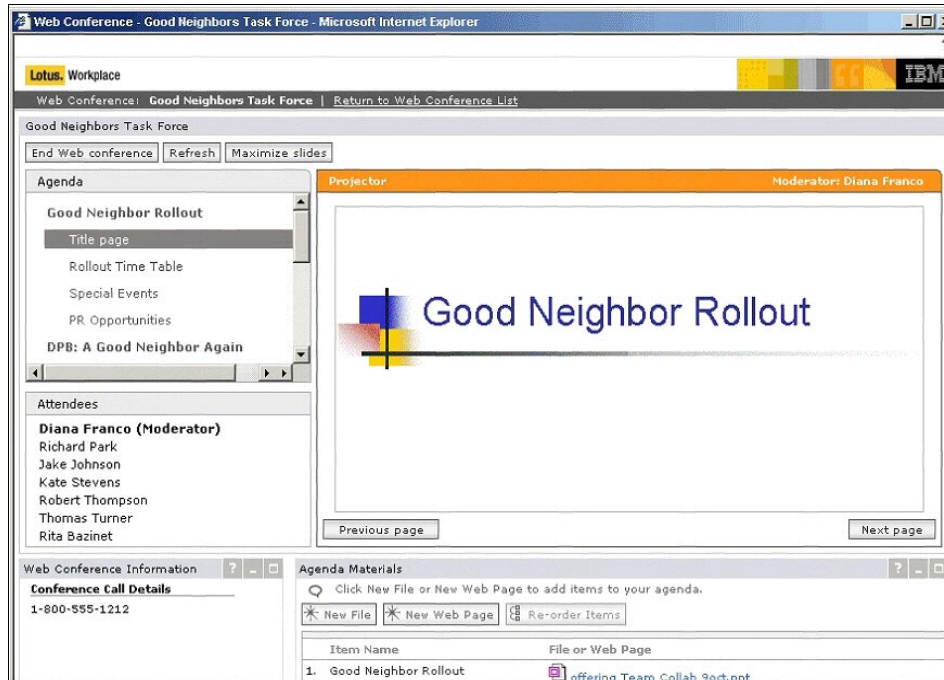 Web Conference - Good Neighbors Task Force - Microsoft Internet Explorer
Lotus. Workplace
IBM
Web Conference: Good Neighbors Task Force | Return to Web Conference List
Good Neighbors Task Force
End Web conference Refresh Maximize slides
Agenda
Good Neighbor Rollout
Title page
Rollout Time Table
Special Events
PR Opportunities
DPB: A Good Neighbor Again
Projector Moderator: Diana Franco
Good Neighbor Rollout
Previous page Next page
Attendees
Diana Franco (Moderator)
Richard Park
Jake Johnson
Kate Stevens
Robert Thompson
Thomas Turner
Rita Bazinet
Web Conference Information ?
Conference Call Details
1-800-555-1212
Agenda Materials ?
Click New File or New Web Page to add items to your agenda.
New File New Web Page Re-order Items
Item Name File or Web Page
1. Good Neighbor Rollout offering Team Collab 9oct.ppt